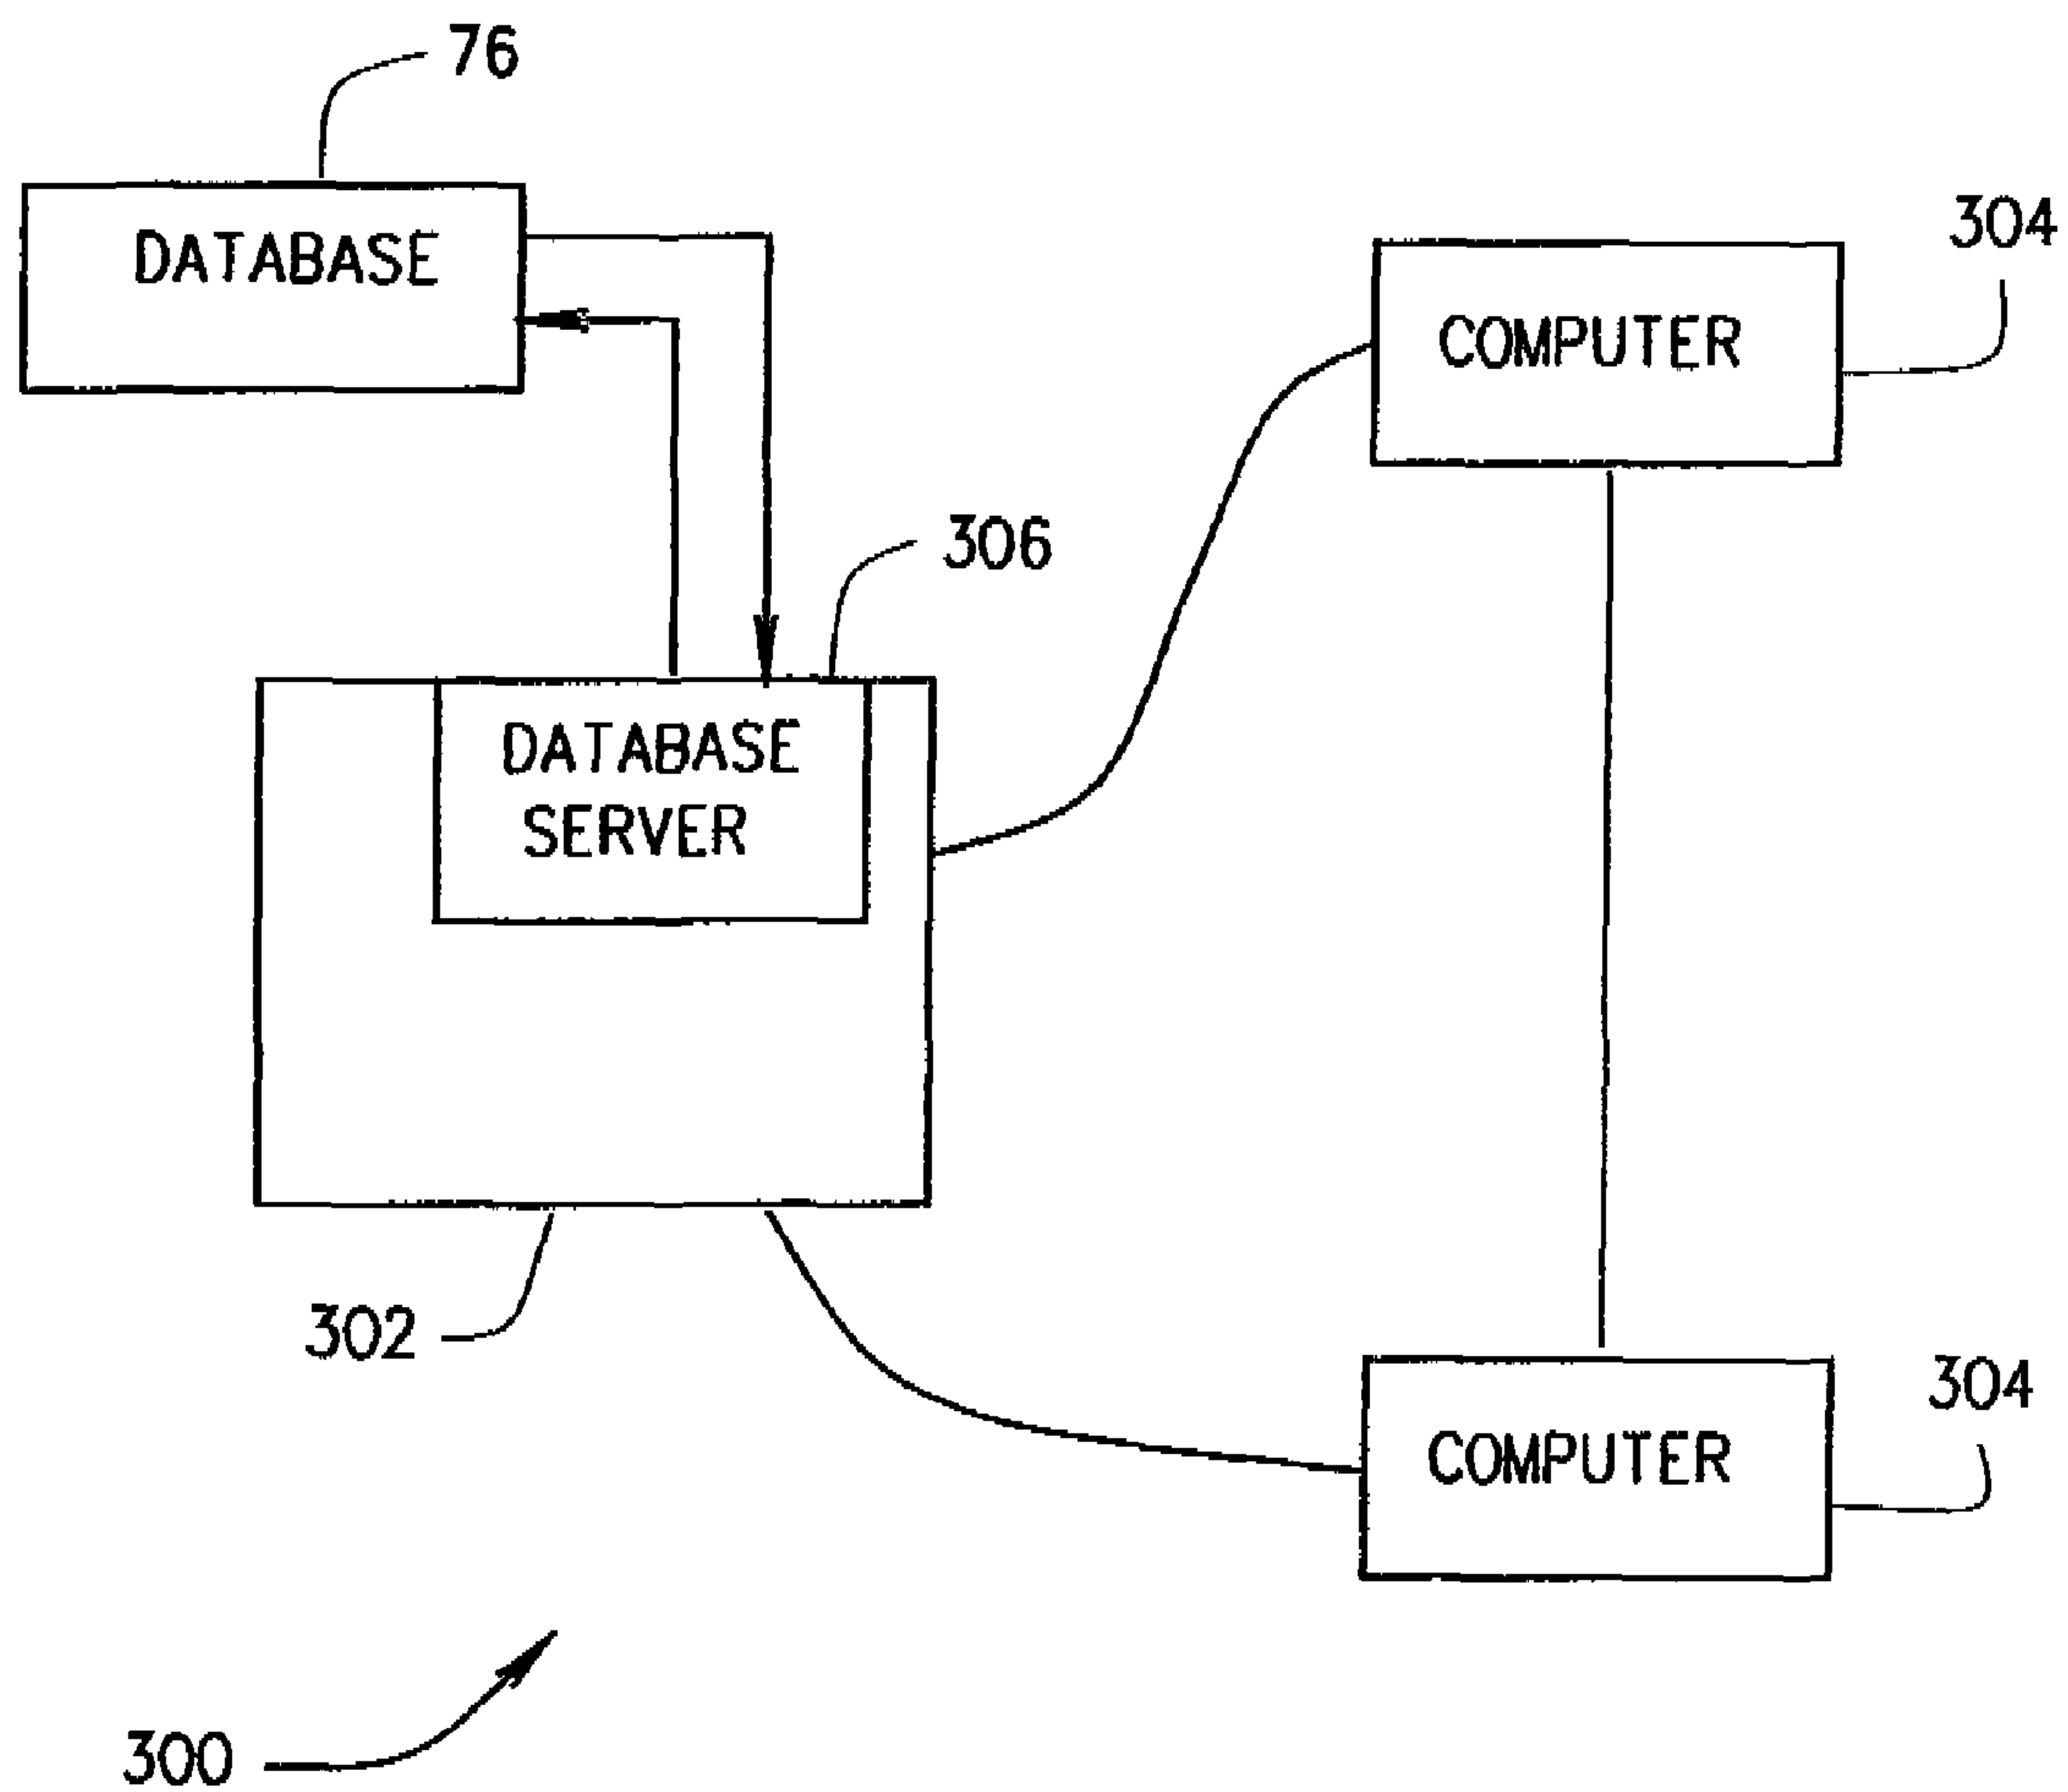 76
DATABASE
304
COMPUTER
306
DATABASE
SERVER
302
304
COMPUTER
300